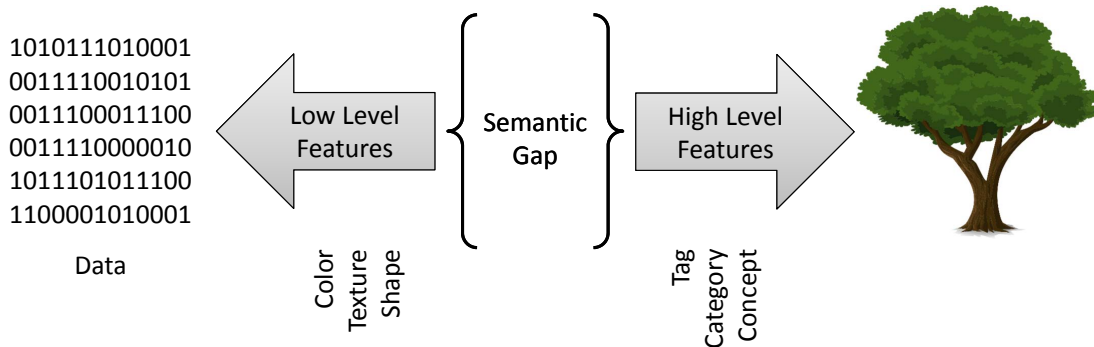 1010111010001
0011110010101
0011100011100
0011110000010
1011101011100
1100001010001
Data
Low Level
Features
Color
Texture
Shape
Semantic
Gap
High Level
Features
Tag
Category
Concept